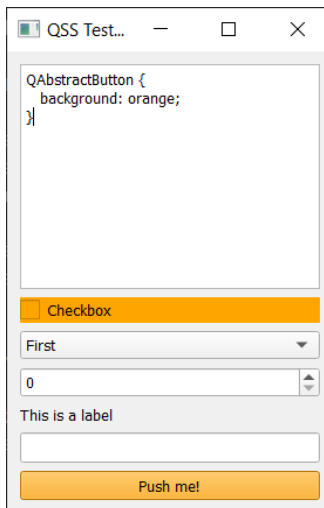 QSS Test...
QAbstractButton {
   background: orange;
}
Checkbox
First
0
This is a label
Push me!